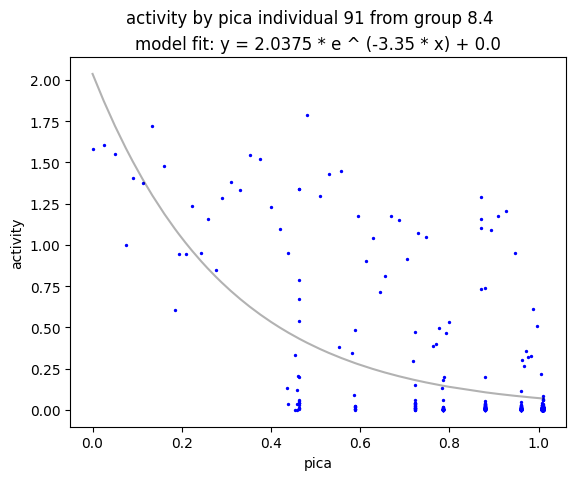 activity by pica individual 91 from group 8.4
model fit: y = 2.0375 * e ^ (-3.35 * x) + 0.0
2.00
1.75
1.50
1.25
1.00
0.75
0.50
0.25
0.00
activity
0.0 0.2 0.4 0.6 0.8 1.0
pica